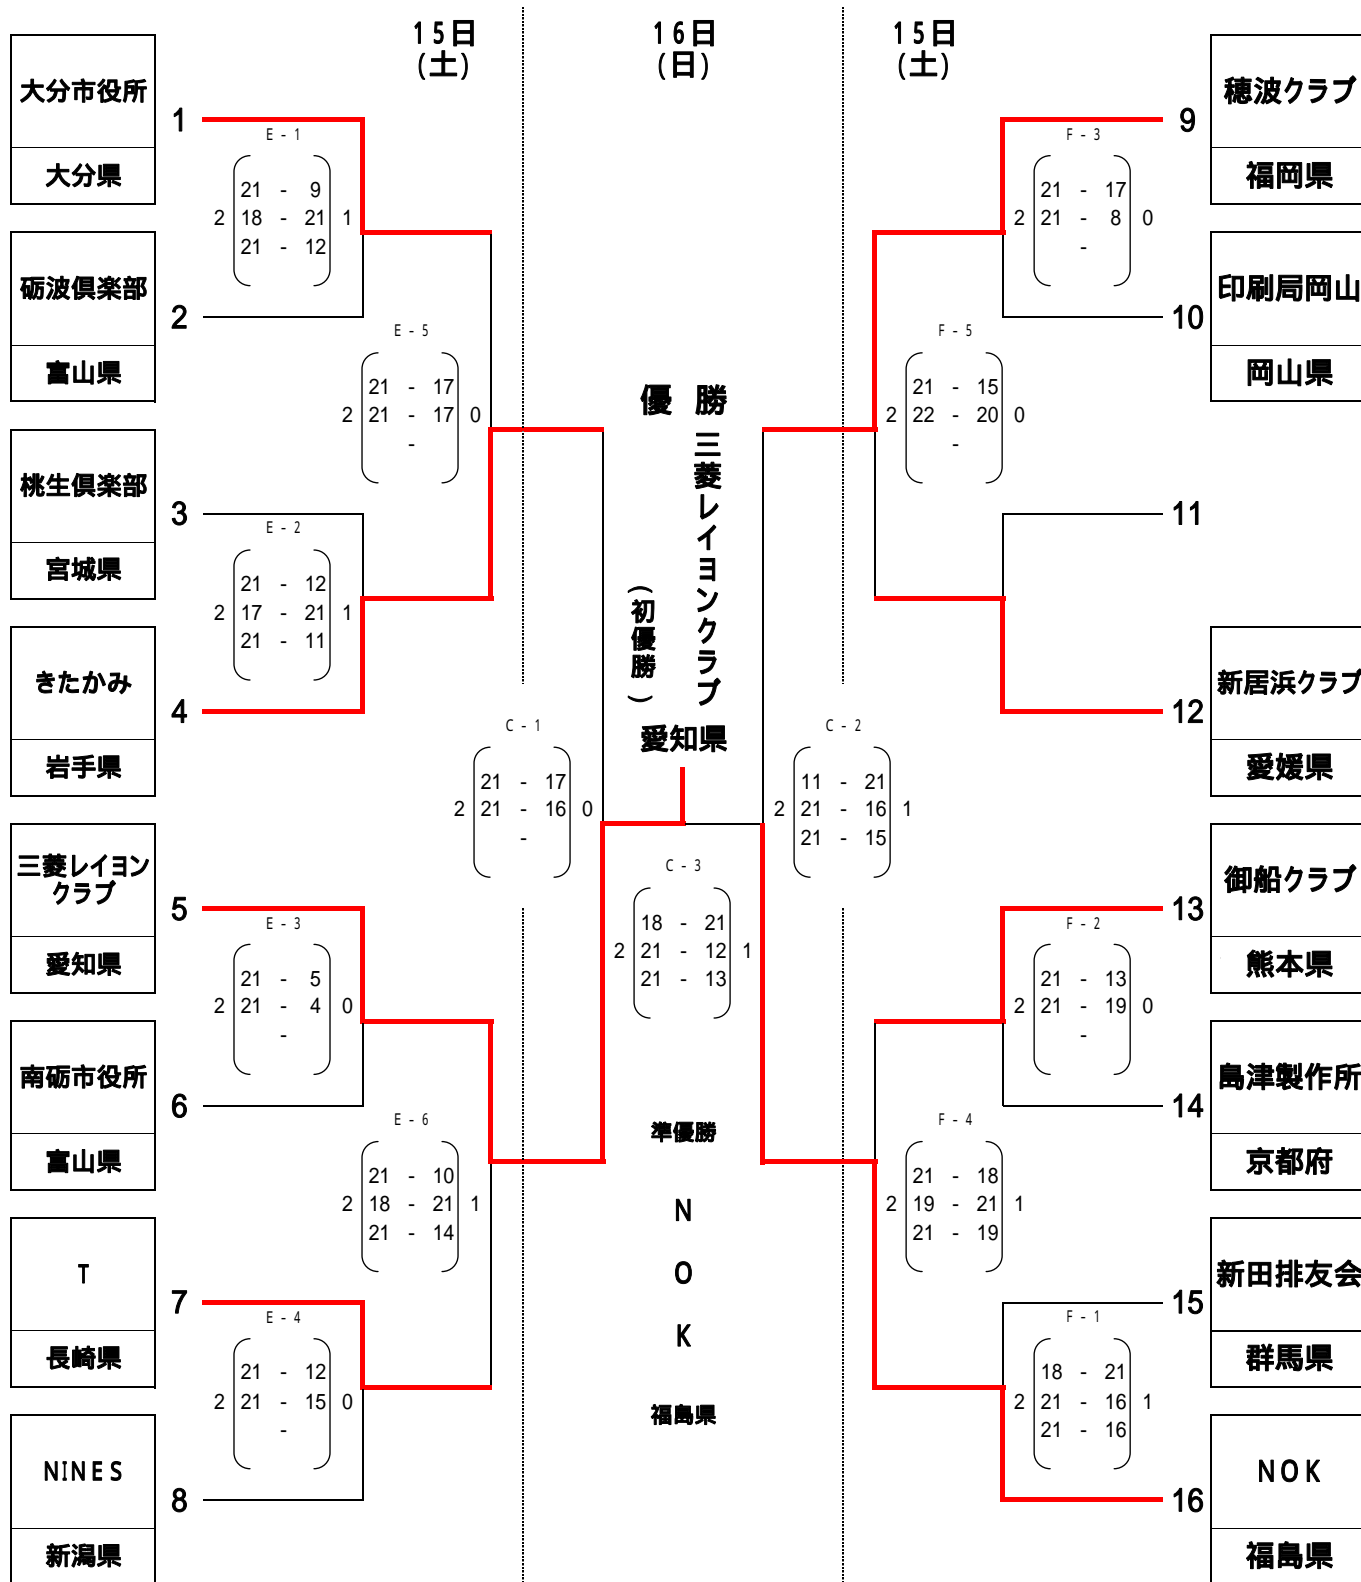 15日
(土)
16日
(日)
15日
(土)
大分市役所
大分県
1
砺波倶楽部
富山県
2
桃生倶楽部
宮城県
3
きたかみ
岩手県
4
三菱レイヨン
クラブ
愛知県
5
南砺市役所
富山県
6
T
長崎県
7
NINES
新潟県
8
E - 1
21 - 9
2 18 - 21 1
21 - 12
E - 5
21 - 17
2 21 - 17 0
-
E - 2
21 - 12
2 17 - 21 1
21 - 11
C - 1
21 - 17
2 21 - 16 0
-
E - 3
21 - 5
2 21 - 4 0
-
E - 6
21 - 10
2 18 - 21 1
21 - 14
E - 4
21 - 12
2 21 - 15 0
-
優 勝
三菱レイヨンクラブ
(初優勝)
愛知県
C - 3
18 - 21
2 21 - 12 1
21 - 13
準優勝
N
O
K
福島県
F - 3
21 - 17
2 21 - 8 0
-
F - 5
21 - 15
2 22 - 20 0
-
C - 2
11 - 21
2 21 - 16 1
21 - 15
F - 2
21 - 13
2 21 - 19 0
-
F - 4
21 - 18
2 19 - 21 1
21 - 19
F - 1
18 - 21
2 21 - 16 1
21 - 16
9
穂波クラブ
福岡県
10
印刷局岡山
岡山県
11
12
新居浜クラブ
愛媛県
13
御船クラブ
熊本県
14
島津製作所
京都府
15
新田排友会
群馬県
16
NOK
福島県